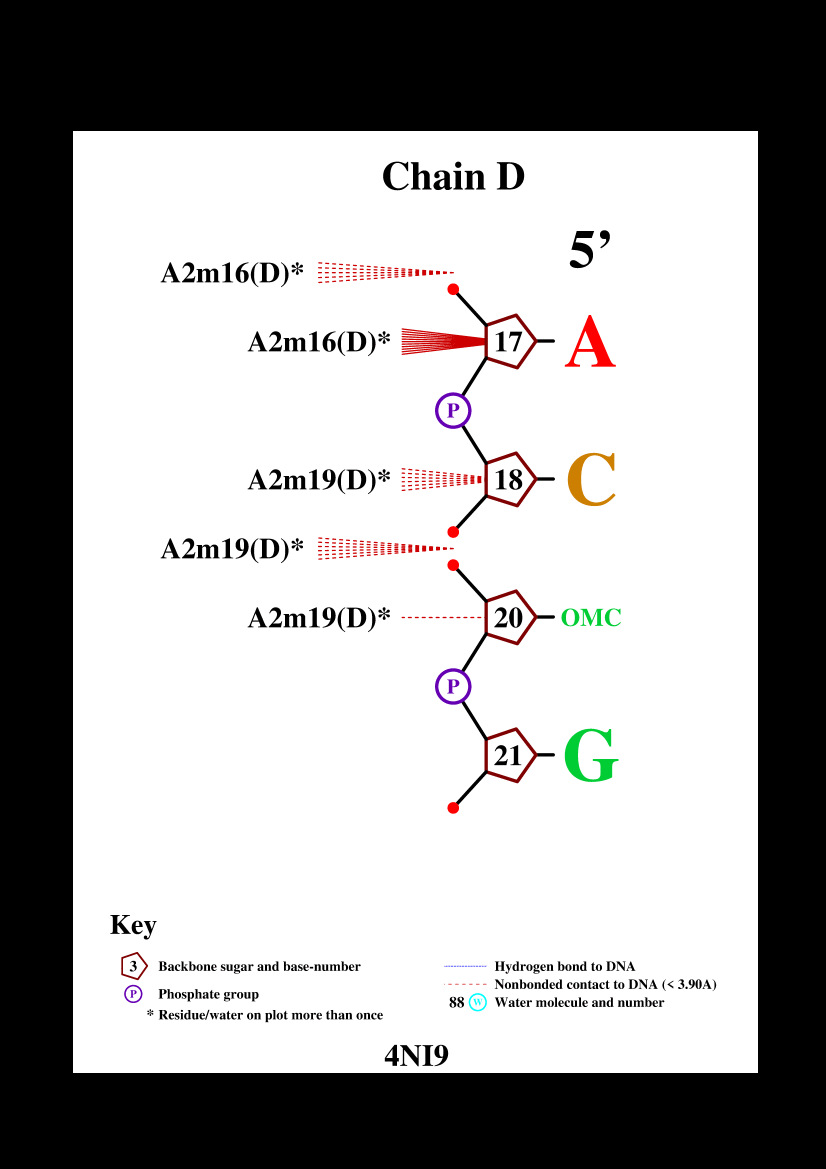 Chain D
5’
A2m16(D)*
A2m16(D)* 17 A
P
A2m19(D)* 18 C
A2m19(D)*
A2m19(D)* 20 OMC
P
21 G
Key
3 Backbone sugar and base-number
P Phosphate group
* Residue/water on plot more than once
Hydrogen bond to DNA
Nonbonded contact to DNA (< 3.90A)
88 W Water molecule and number
4NI9